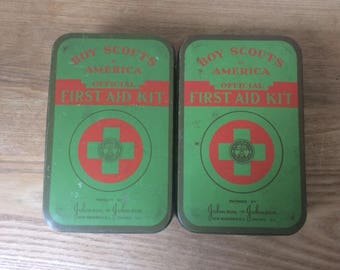 BOY SCOUTS
OF
AMERICA
OFFICIAL
FIRST AID KIT
Johnson & Johnson
BOY SCOUTS
OF
AMERICA
OFFICIAL
FIRST AID KIT
Johnson & Johnson